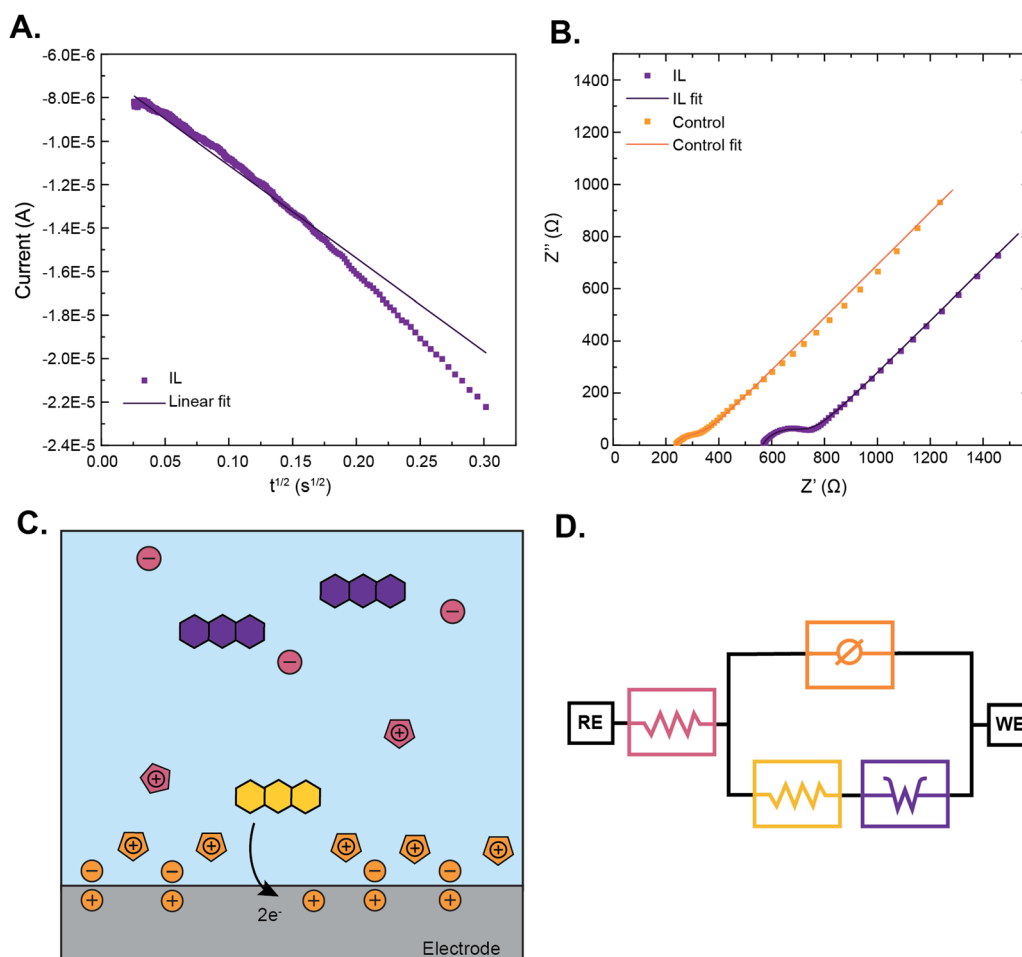 A.
-6.0E-6
-8.0E-6
-1.0E-5
-1.2E-5
-1.4E-5
-1.6E-5
-2.0E-5
-2.2E-5
-2.4E-5
Current (A)
IL
Linear fit
0.00
0.05
0.10
0.15
0.20
0.25
0.30
t1/2 (s1/2)
B.
1400
1200
1000
800
600
400
200
0
Z'' (Ω)
IL
IL fit
Control
Control fit
0
200
400
600
800
1000
1200
1400
Z' (Ω)
C.
2e-
Electrode
D.
RE
W
WE